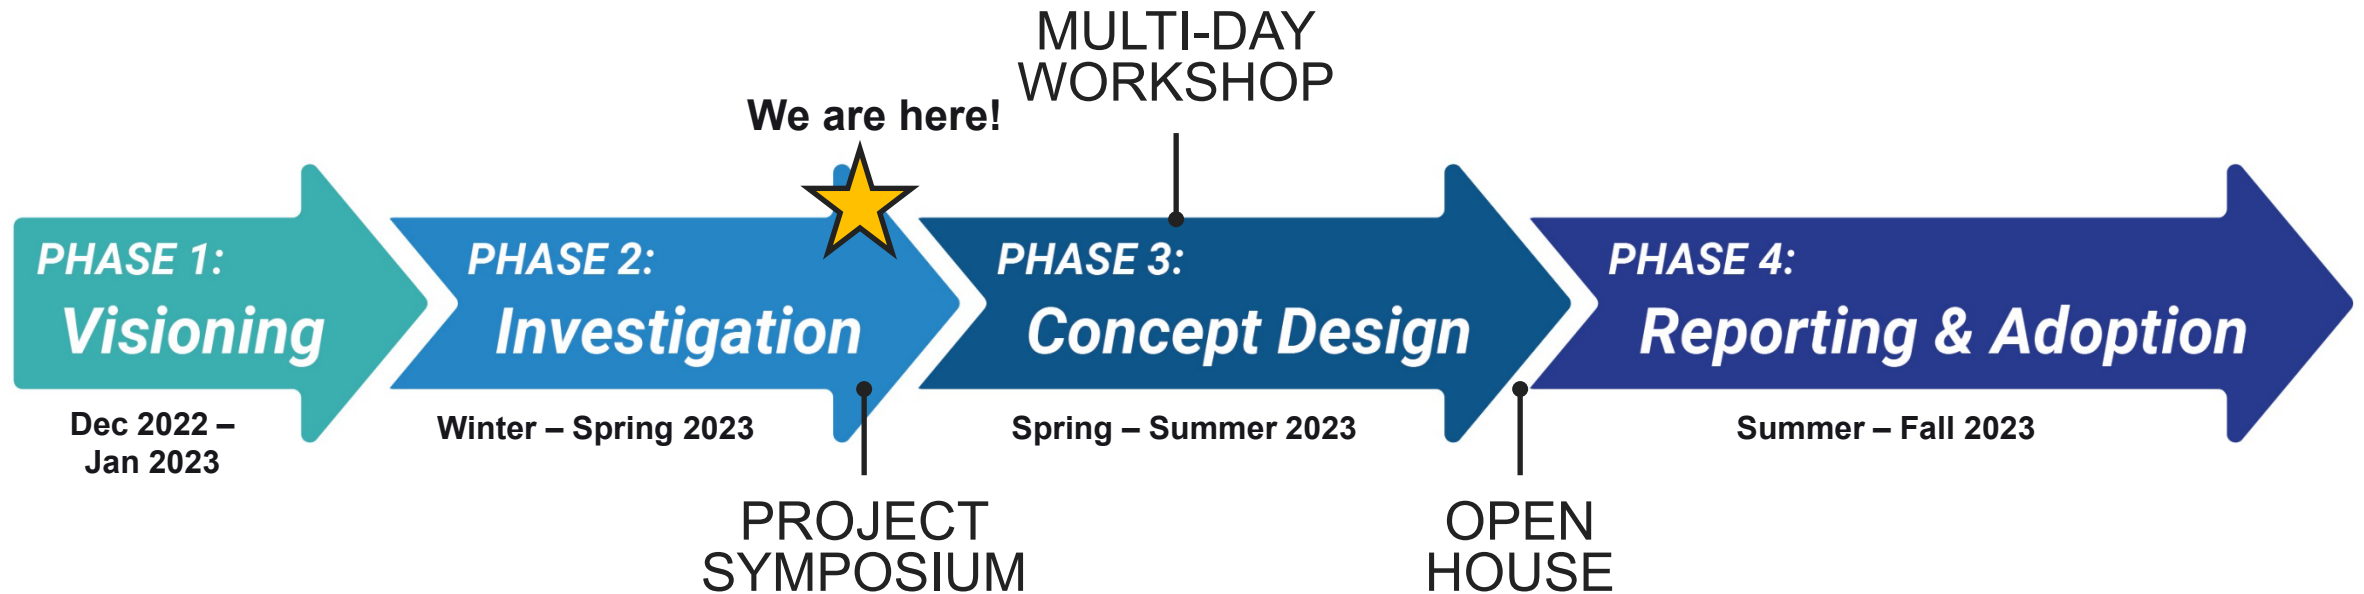 MULTI-DAY
WORKSHOP
We are here!
PHASE 1:
Visioning
PHASE 2:
Investigation
PHASE 3:
Concept Design
PHASE 4:
Reporting & Adoption
Dec 2022 –
Jan 2023
Winter – Spring 2023
Spring – Summer 2023
Summer – Fall 2023
PROJECT
SYMPOSIUM
OPEN
HOUSE